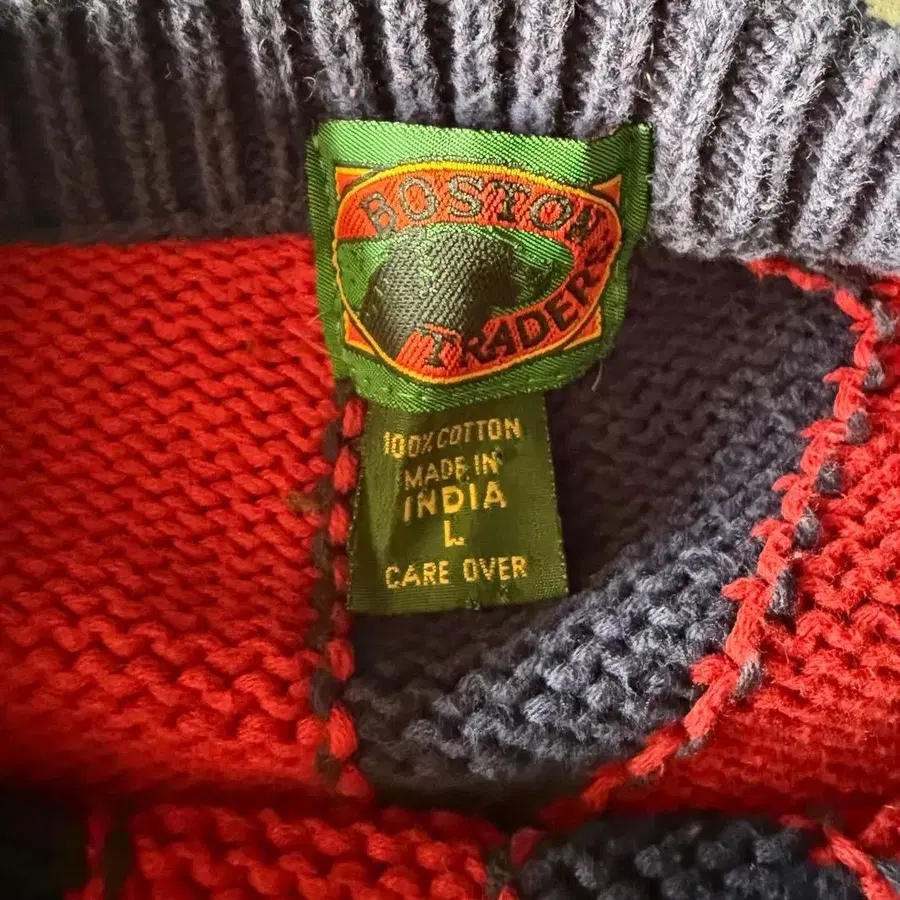 BOSTON
TRADERS
100% COTTON
MADE IN
INDIA
L
CARE OVER